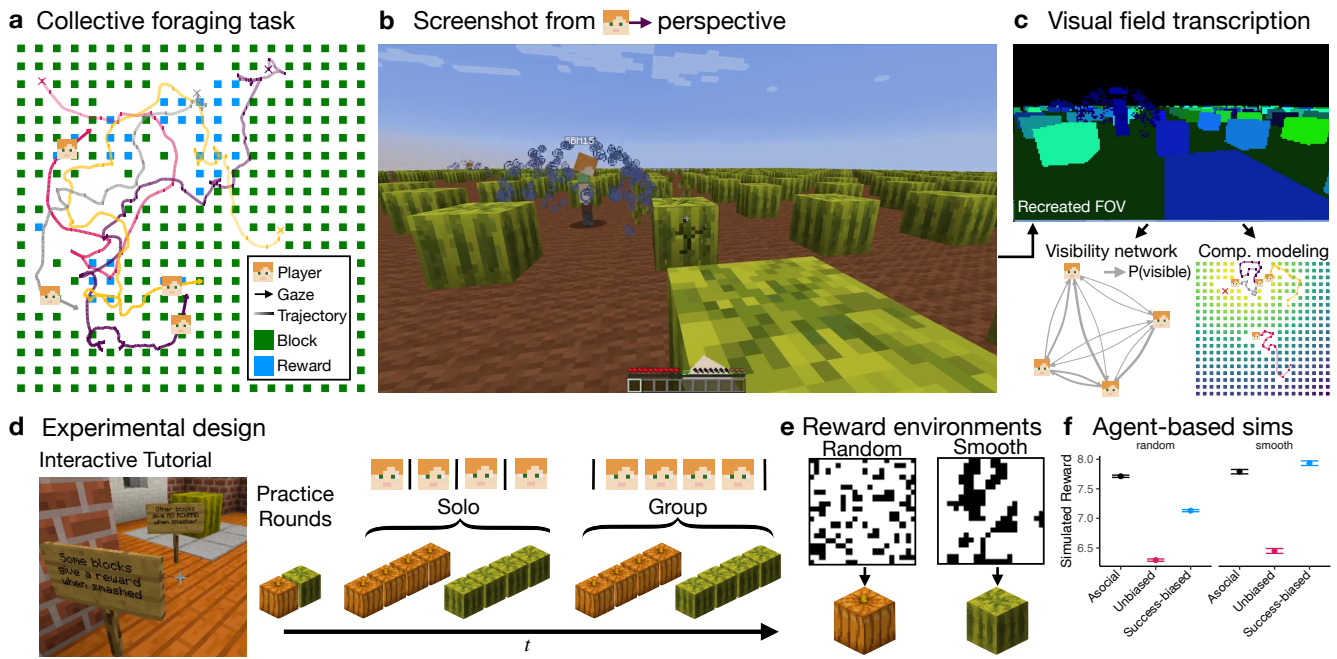 a Collective foraging task
Player
Gaze
Trajectory
Block
Reward
b Screenshot from perspective
SBM15
c Visual field transcription
Recreated FOV
Visibility network
P(visible)
Comp. modeling
d Experimental design
Interactive Tutorial
Other blocks
give NO REWARD
when smashed
Some blocks
give a reward
when smashed
Practice
Rounds
Solo
Group
t
e Reward environments
Random
Smooth
f Agent-based sims
random
smooth
Simulated Reward
8.0
7.5
7.0
6.5
Asocial
Unbiased
Success-biased
Asocial
Unbiased
Success-biased